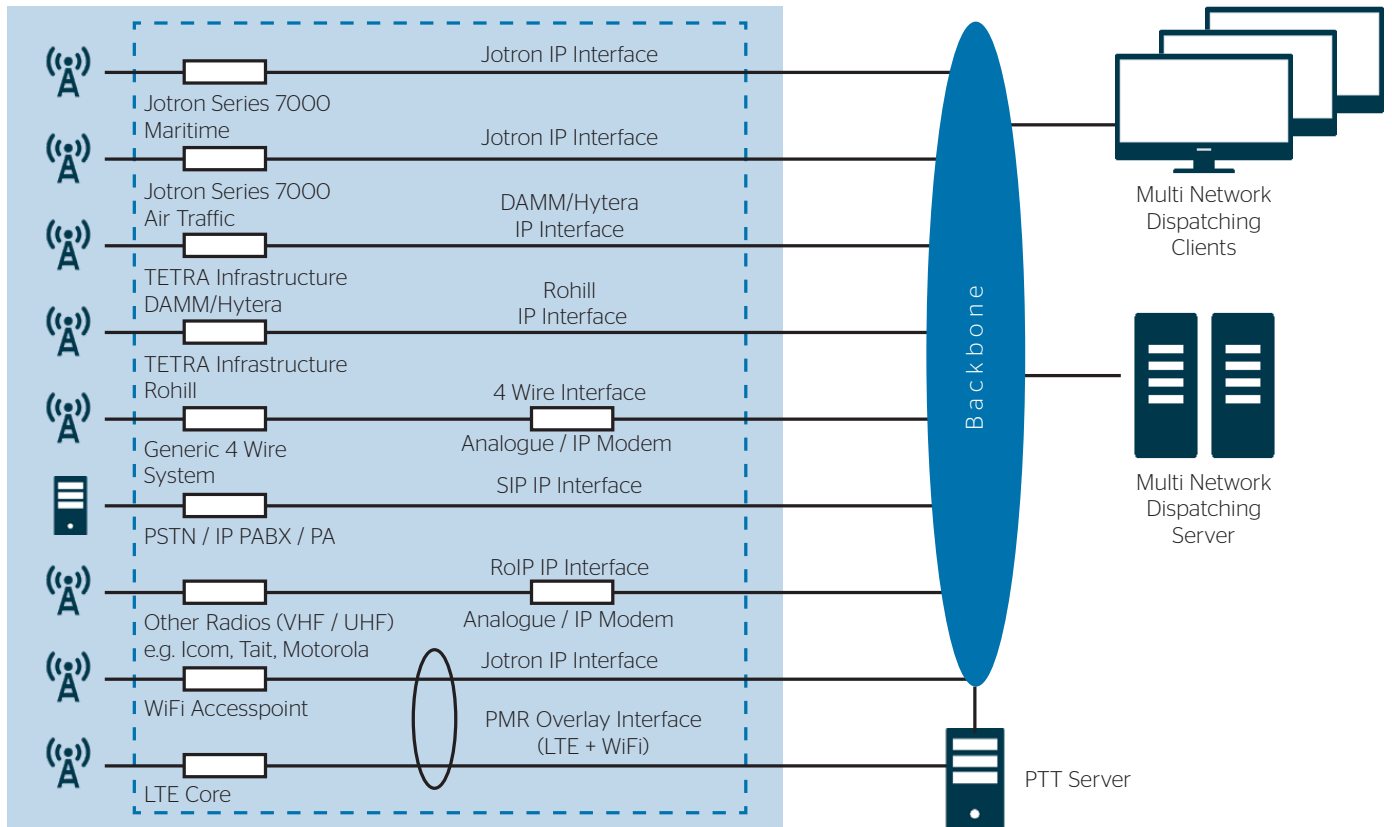 Jotron IP Interface
Jotron Series 7000
Maritime
Jotron IP Interface
Jotron Series 7000
Air Traffic
DAMM/Hytera
IP Interface
TETRA Infrastructure
DAMM/Hytera
Rohill
IP Interface
TETRA Infrastructure
Rohill
4 Wire Interface
Analogue / IP Modem
Generic 4 Wire
System
SIP IP Interface
PSTN / IP PABX / PA
RoIP IP Interface
Analogue / IP Modem
Other Radios (VHF / UHF)
e.g. Icom, Tait, Motorola
Jotron IP Interface
WiFi Accesspoint
PMR Overlay Interface
(LTE + WiFi)
LTE Core
Backbone
Multi Network
Dispatching
Clients
Multi Network
Dispatching
Server
PTT Server